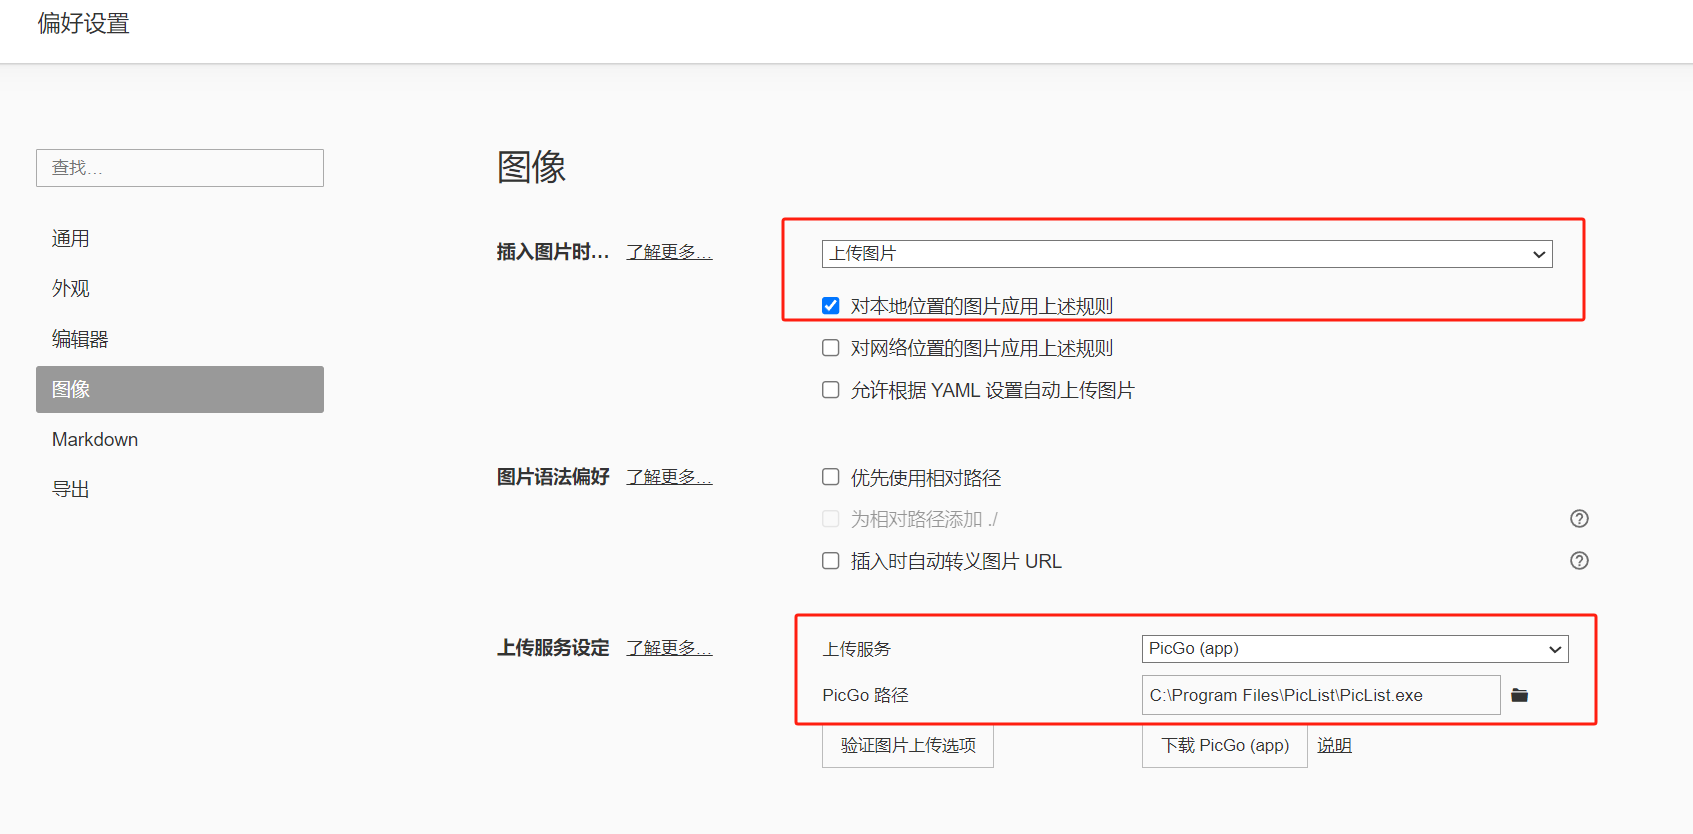 偏好设置
查找...
通用
外观
编辑器
图像
Markdown
导出
图像
插入图片时... 了解更多...
上传图片
对本地位置的图片应用上述规则
对网络位置的图片应用上述规则
允许根据 YAML 设置自动上传图片
图片语法偏好 了解更多...
优先使用相对路径
为相对路径添加 ./
插入时自动转义图片 URL
上传服务设定 了解更多...
上传服务 PicGo (app)
PicGo 路径 C:\Program Files\PicList\PicList.exe
验证图片上传选项 下载 PicGo (app) 说明